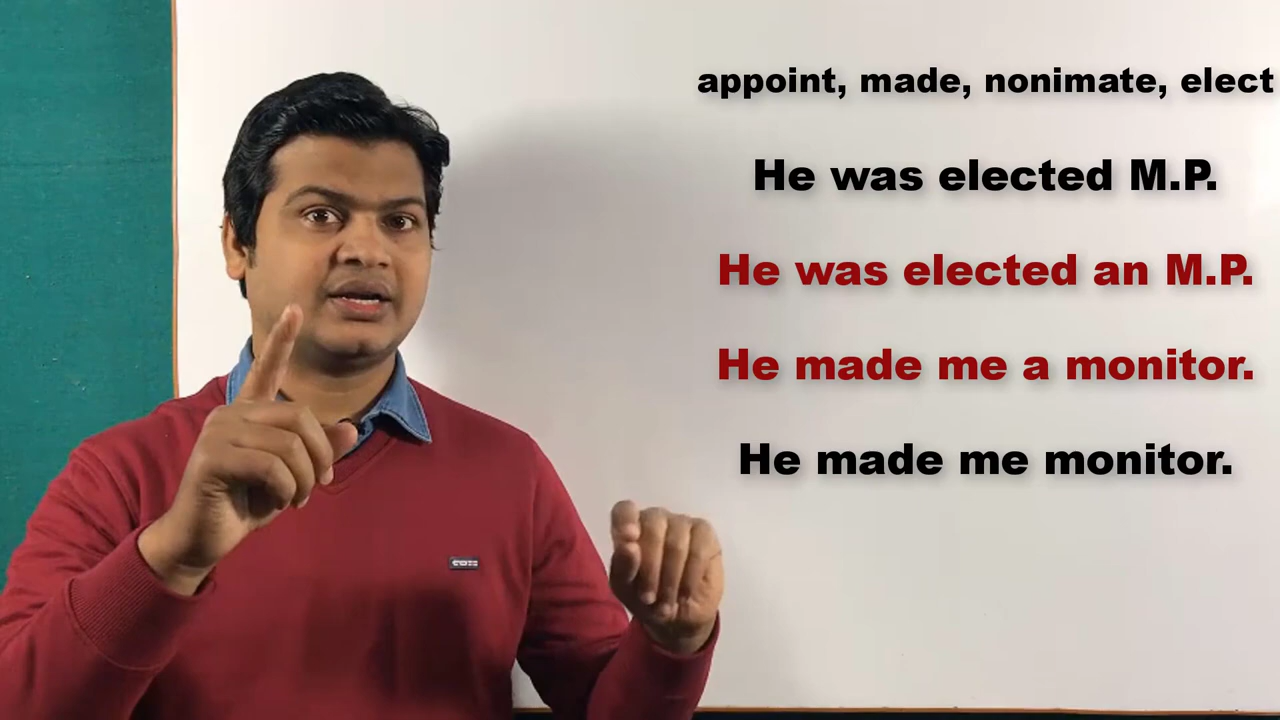 appoint, made, nonimate, elect
He was elected M.P.
He was elected an M.P.
He made me a monitor.
He made me monitor.